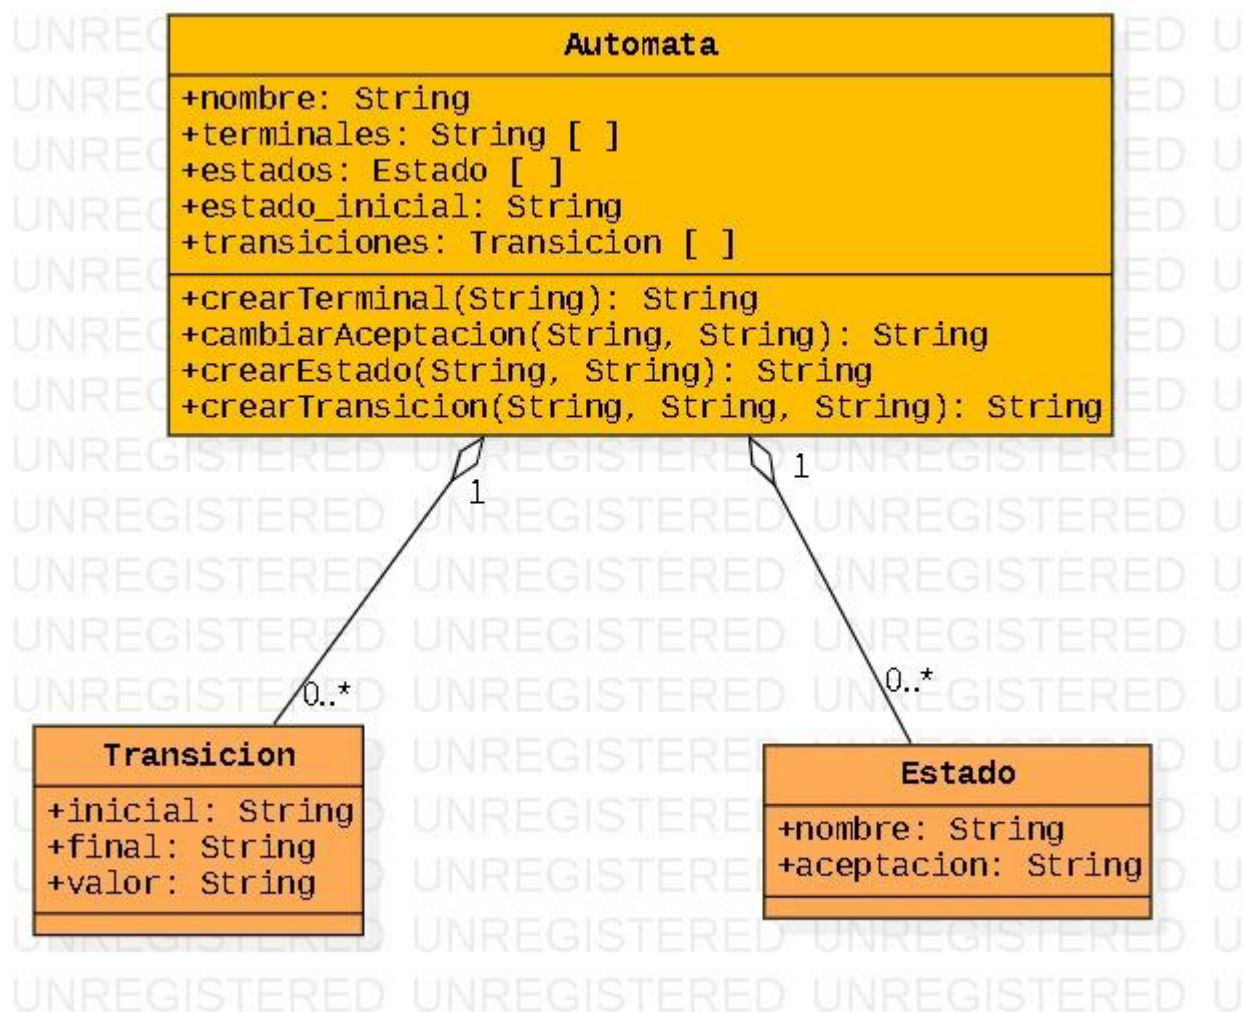 Automata
+nombre: String
+terminales: String [ ]
+estados: Estado [ ]
+estado_inicial: String
+transiciones: Transicion [ ]
+crearTerminal(String): String
+cambiarAceptacion(String, String): String
+crearEstado(String, String): String
+crearTransicion(String, String, String): String
1
1
0..*
0..*
Transicion
+inicial: String
+final: String
+valor: String
Estado
+nombre: String
+aceptacion: String
UNREGISTERED